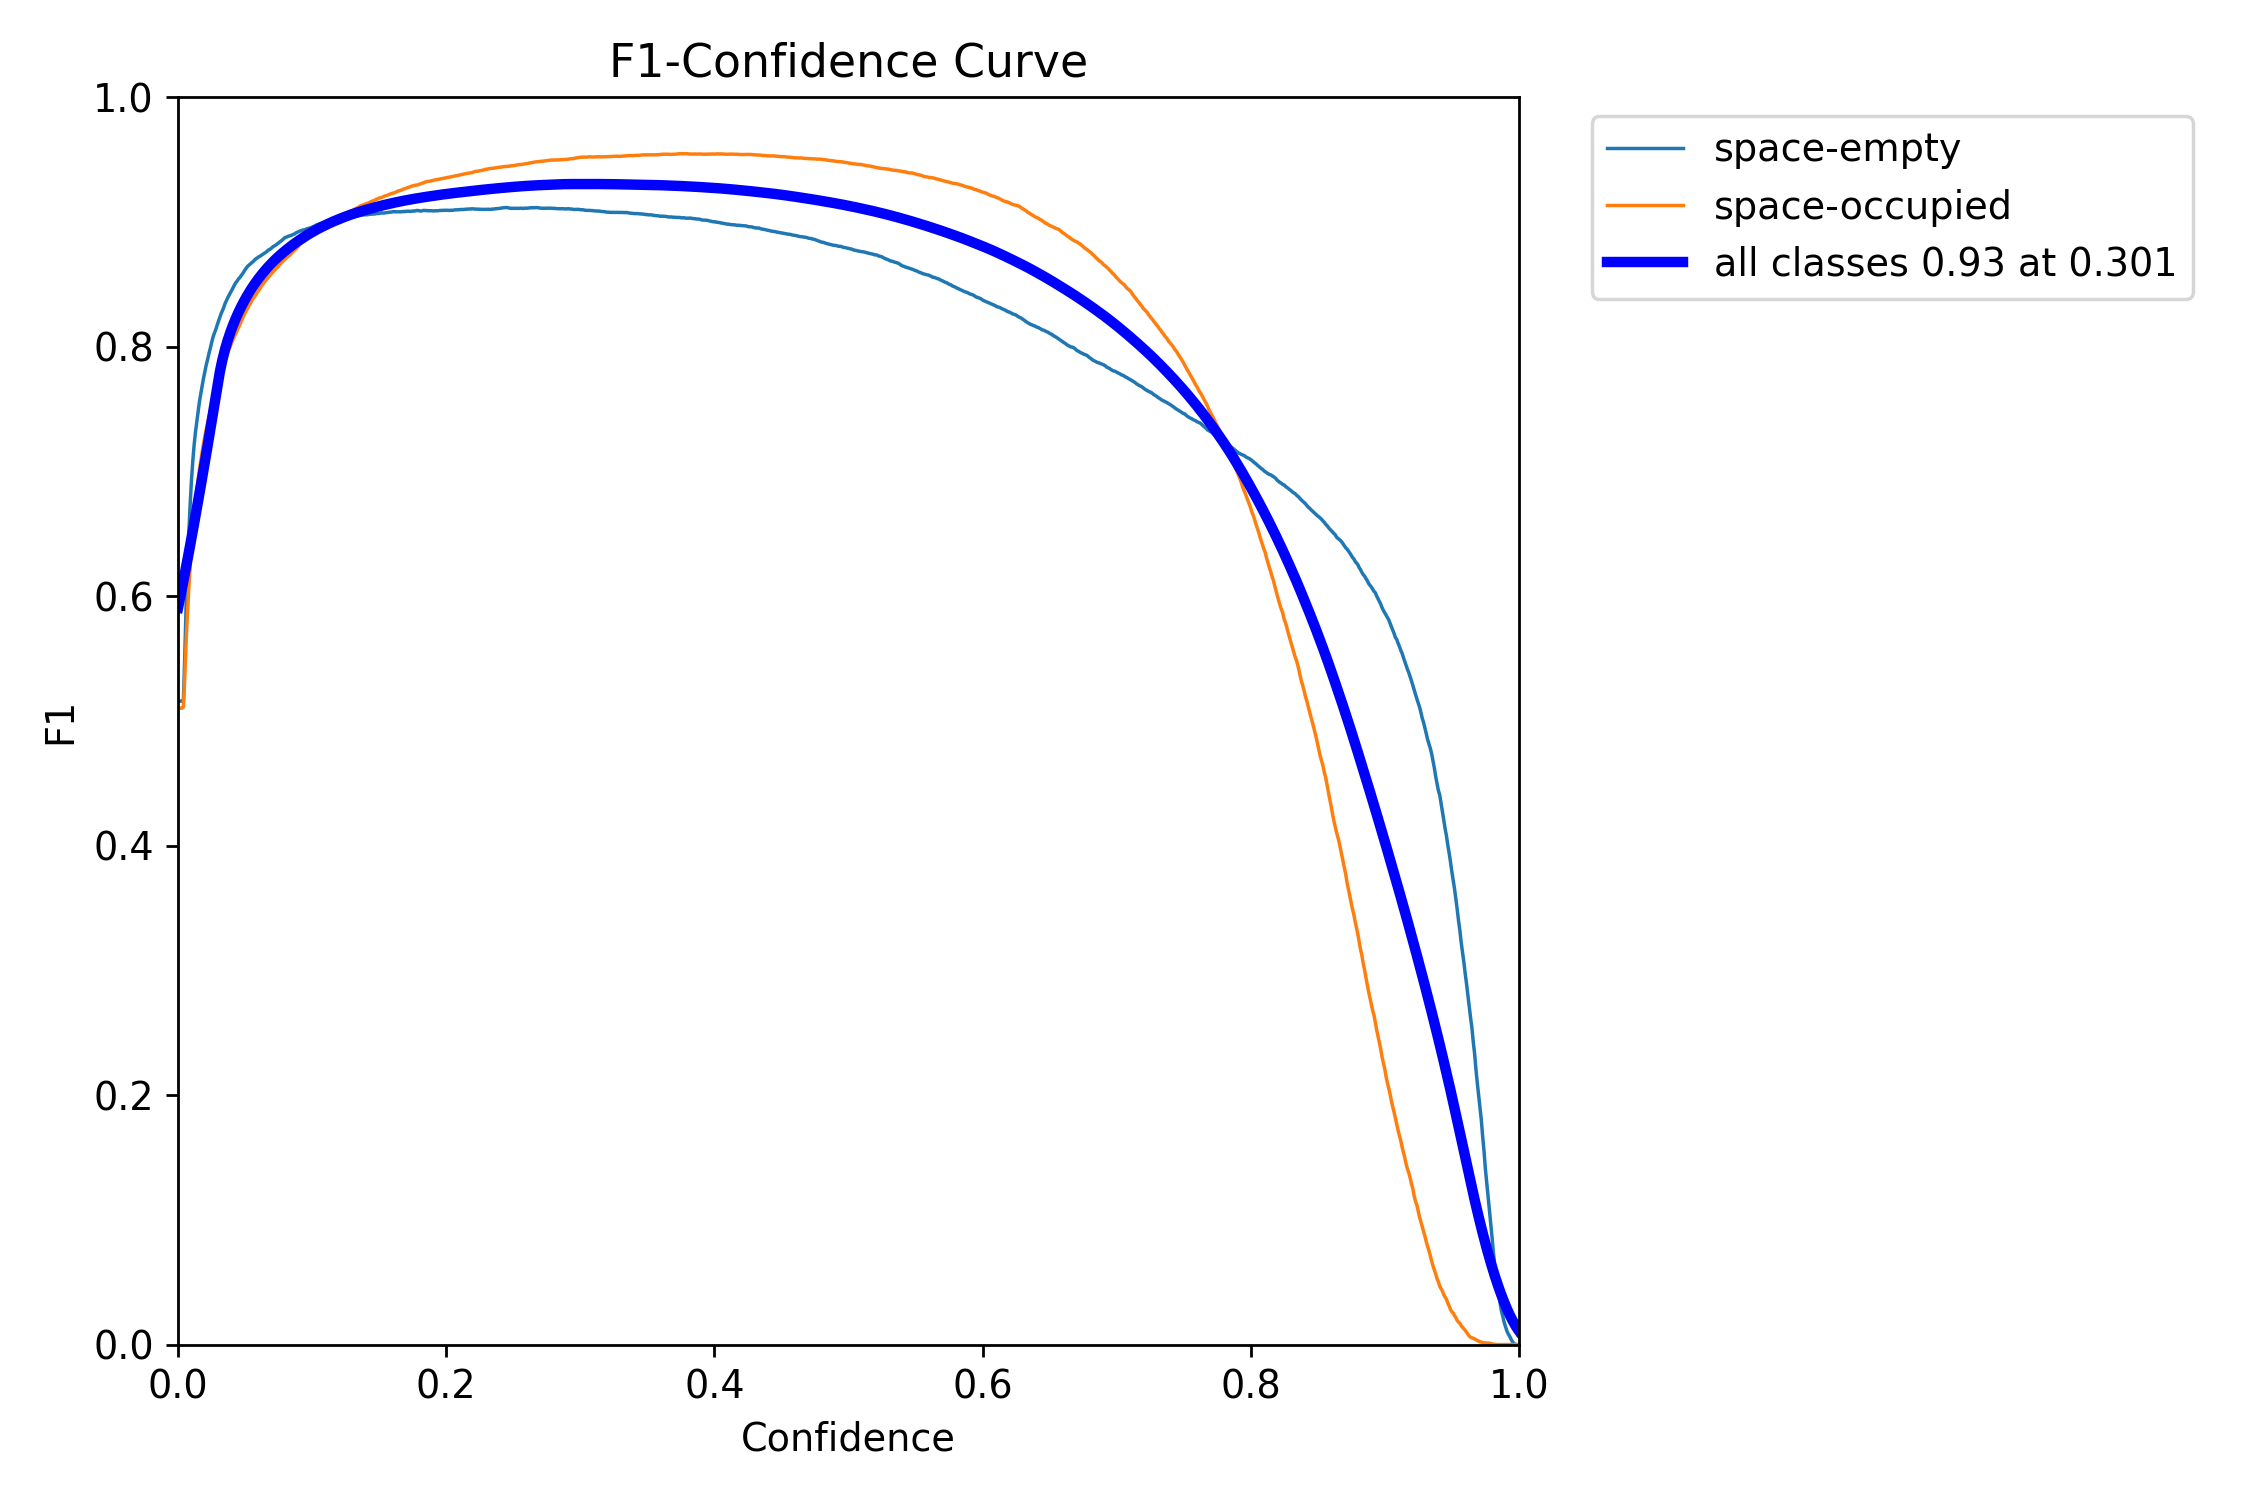 F1-Confidence Curve
1.0
0.8
0.6
0.4
0.2
0.0
F1
0.0 0.2 0.4 0.6 0.8 1.0
Confidence
space-empty
space-occupied
all classes 0.93 at 0.301